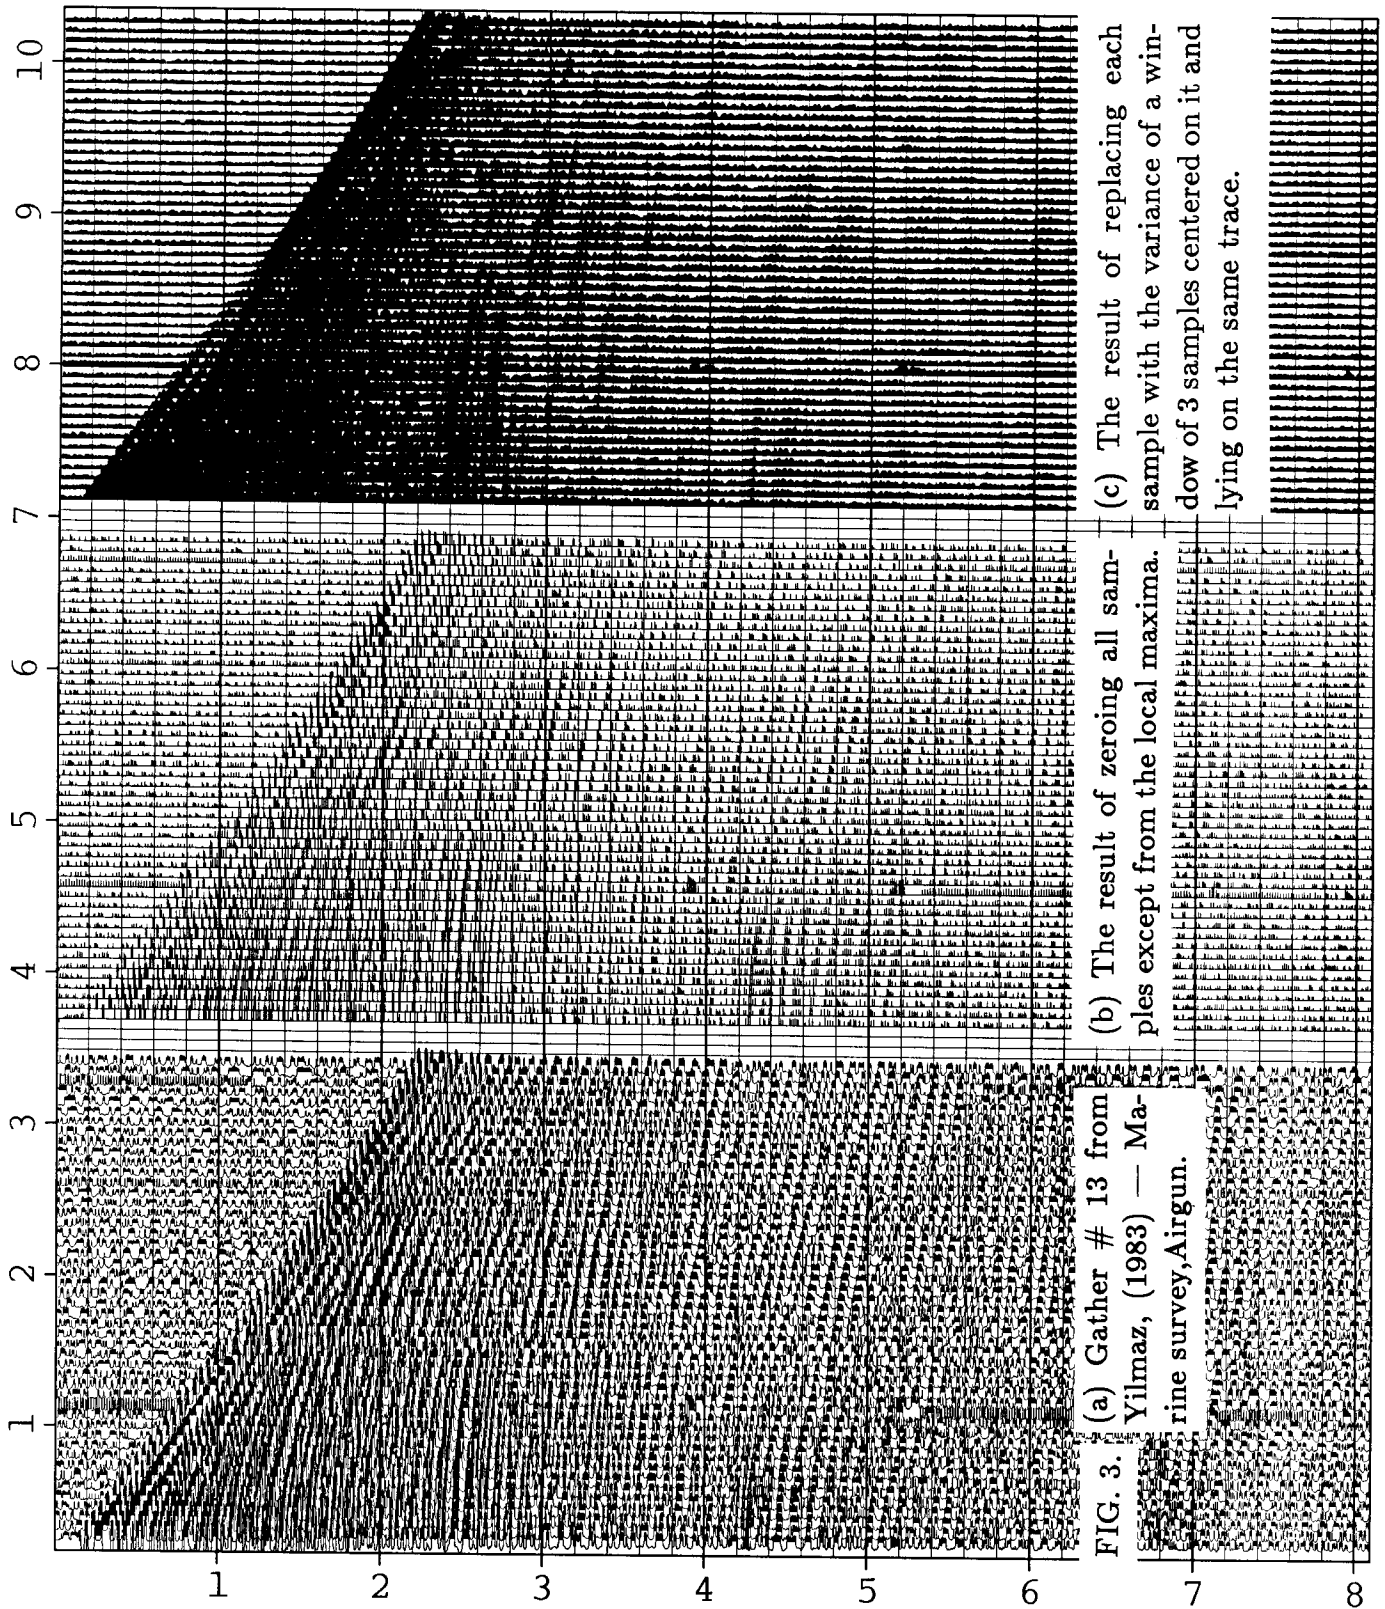 1 2 3 4 5 6 7 8 9 10
1 2 3 4 5 6 7 8
FIG. 3. (a) Gather # 13 from
Yilmaz, (1983) — Ma-
rine survey,Airgun.
(b) The result of zeroing all sam-
ples except from the local maxima.
(c) The result of replacing each
sample with the variance of a win-
dow of 3 samples centered on it and
lying on the same trace.